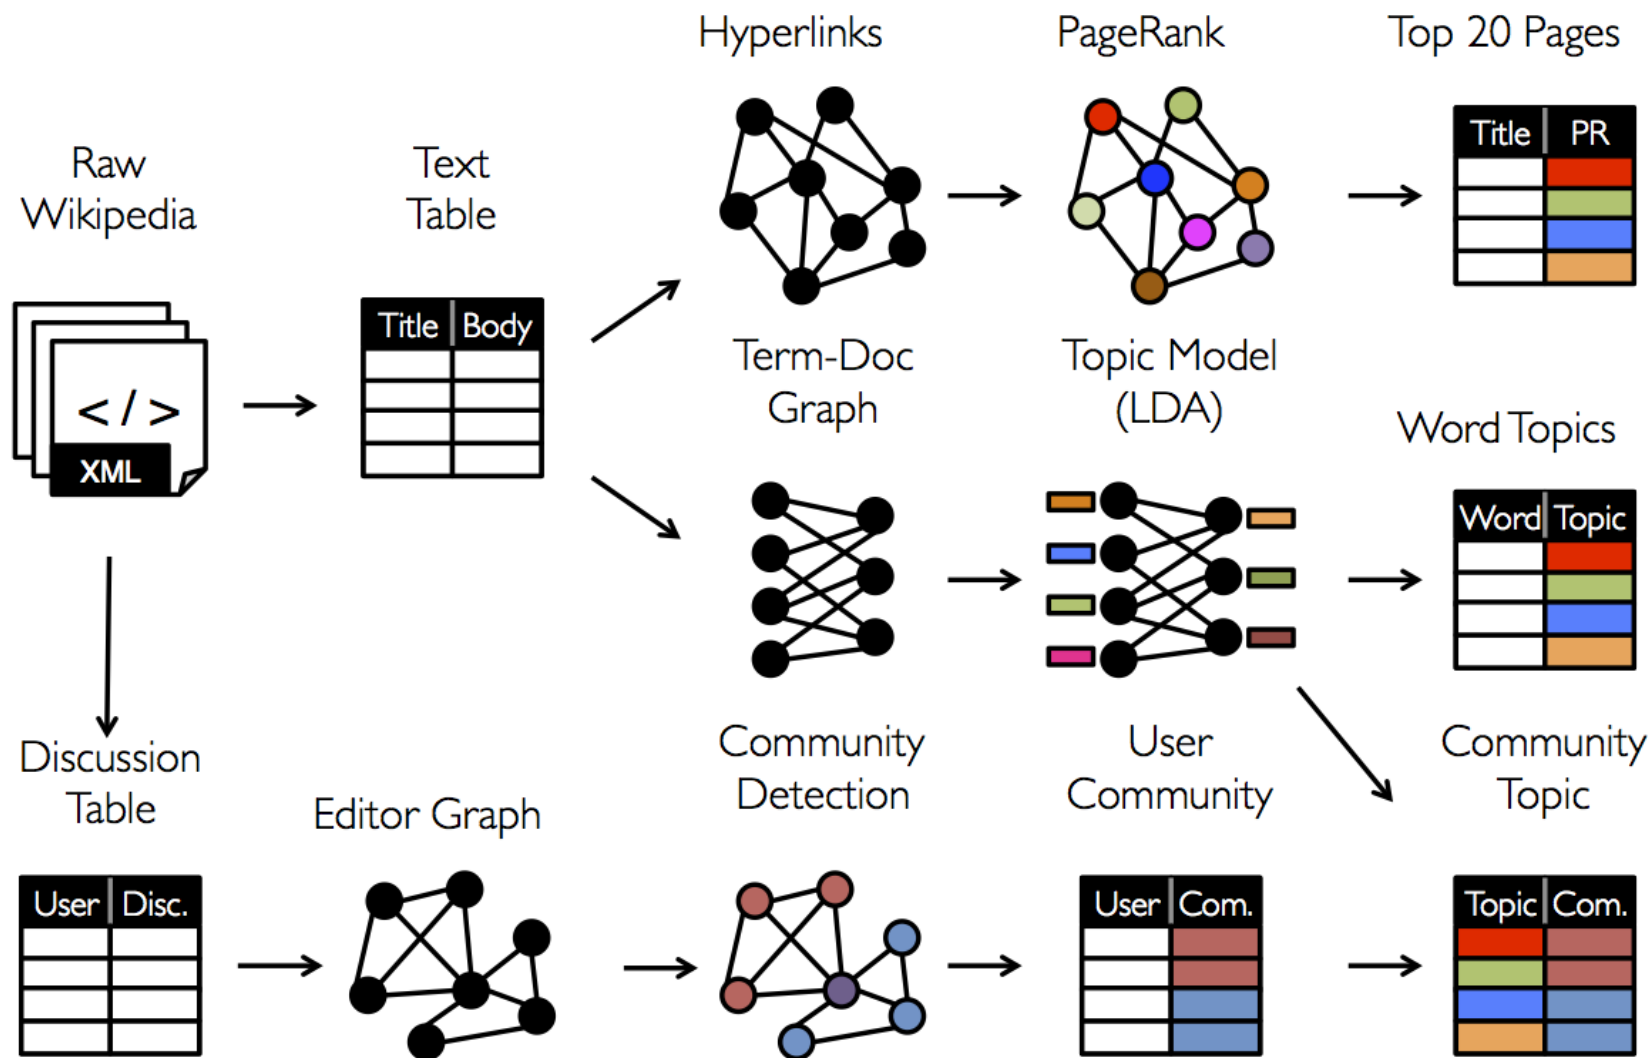 Hyperlinks
PageRank
Top 20 Pages
Raw
Wikipedia
Text
Table
Title PR
Title Body
</>
XML
Term-Doc
Graph
Topic Model
(LDA)
Word Topics
Word Topic
Discussion
Table
Editor Graph
Community
Detection
User
Community
Community
Topic
User Disc.
User Com.
Topic Com.